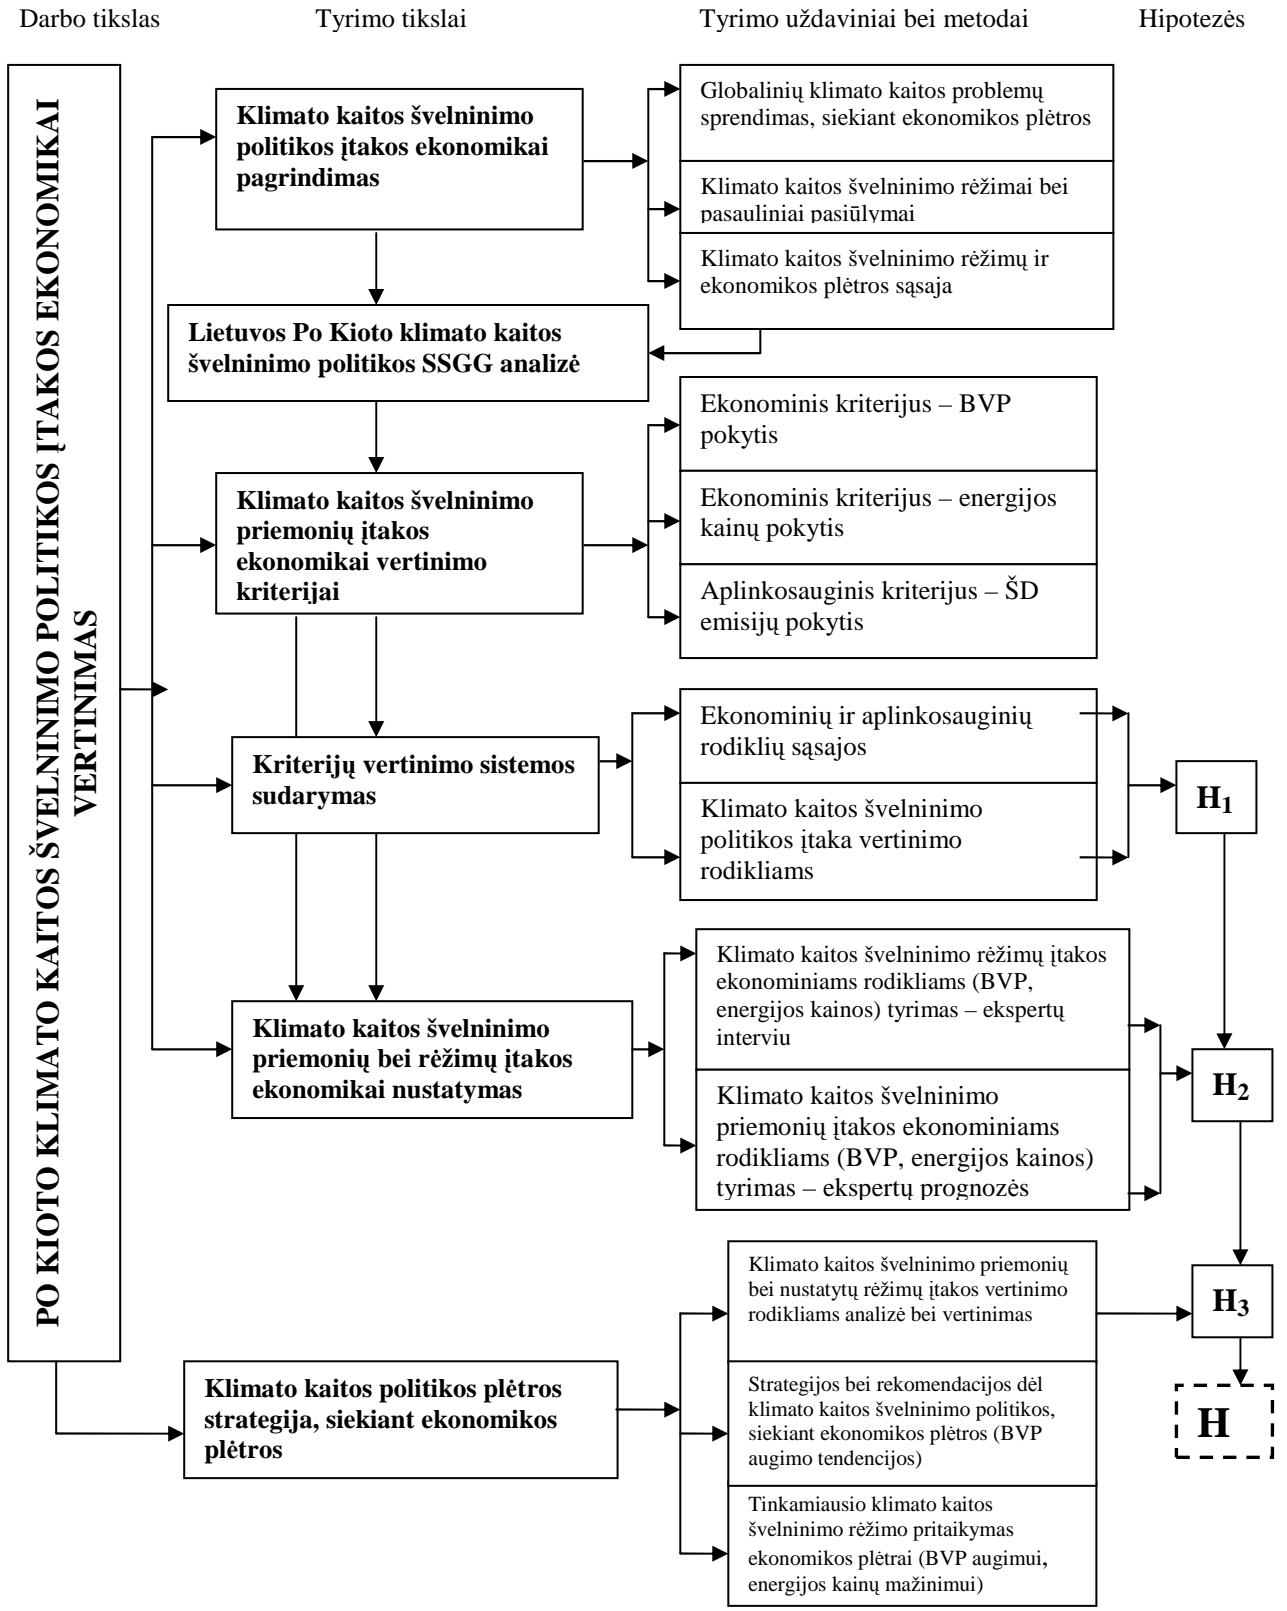 Darbo tikslas
Tyrimo tikslai
Tyrimo uždaviniai bei metodai
Hipotezės
PO KIOTO KLIMATO KAITOS ŠVELNINIMO POLITIKOS ĮTAKOS EKONOMIKAI
VERTINIMAS
Klimato kaitos švelninimo
politikos įtakos ekonomikai
pagrindimas
Globalinių klimato kaitos problemų
sprendimas, siekiant ekonomikos plėtros
Klimato kaitos švelninimo rėžimai bei
pasauliniai pasiūlymai
Klimato kaitos švelninimo rėžimų ir
ekonomikos plėtros sąsaja
Lietuvos Po Kioto klimato kaitos
švelninimo politikos SSGG analizė
Klimato kaitos švelninimo
priemonių įtakos
ekonomikai vertinimo
kriterijai
Ekonominis kriterijus – BVP
pokytis
Ekonominis kriterijus – energijos
kainų pokytis
Aplinkosauginis kriterijus – ŠD
emisijų pokytis
Kriterijų vertinimo sistemos
sudarymas
Ekonominių ir aplinkosauginių
rodiklių sąsajos
Klimato kaitos švelninimo
politikos įtaka vertinimo
rodikliams
H1
Klimato kaitos švelninimo
priemonių bei rėžimų įtakos
ekonomikai nustatymas
Klimato kaitos švelninimo rėžimų įtakos
ekonominiams rodikliams (BVP,
energijos kainos) tyrimas – ekspertų
interviu
Klimato kaitos švelninimo
priemonių įtakos ekonominiams
rodikliams (BVP, energijos kainos)
tyrimas – ekspertų prognozės
H2
Klimato kaitos politikos plėtros
strategija, siekiant ekonomikos
plėtros
Klimato kaitos švelninimo priemonių
bei nustatytų rėžimų įtakos vertinimo
rodikliams analizė bei vertinimas
Strategijos bei rekomendacijos dėl
klimato kaitos švelninimo politikos,
siekiant ekonomikos plėtros (BVP
augimo tendencijos)
Tinkamiausio klimato kaitos
švelninimo rėžimo pritaikymas
ekonomikos plėtrai (BVP augimui,
energijos kainų mažinimui)
H3
H